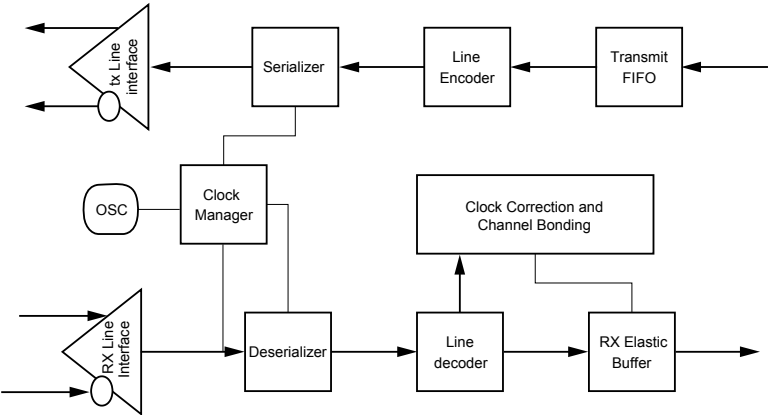 tx Line
interface
Serializer
Line
Encoder
Transmit
FIFO
OSC
Clock
Manager
Clock Correction and
Channel Bonding
RX Line
Interface
Deserializer
Line
decoder
RX Elastic
Buffer